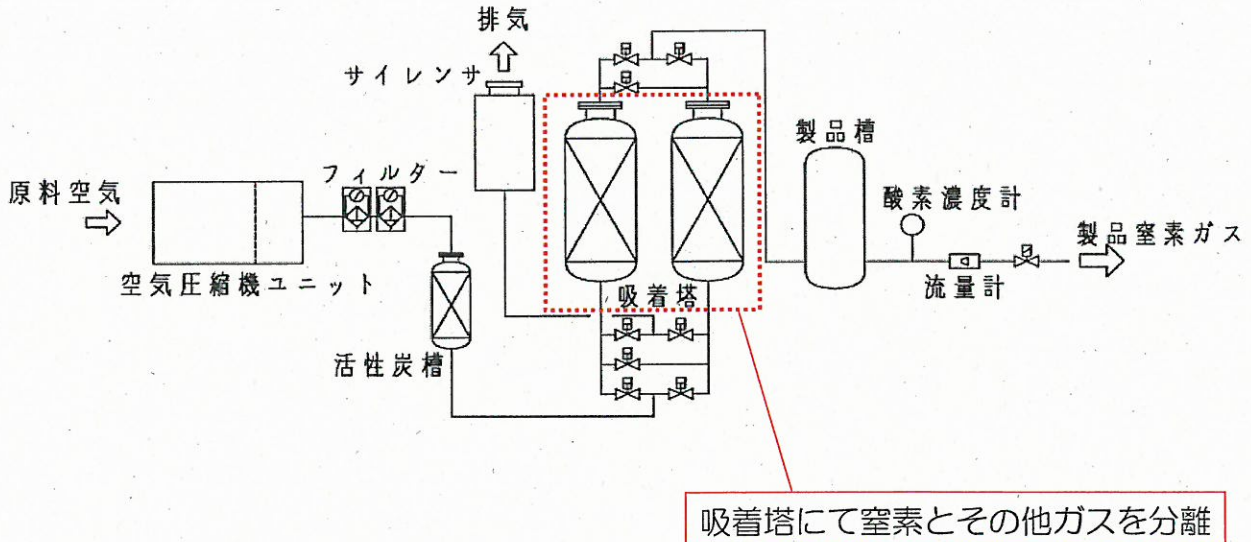 排気
サイレンサ
製品槽
フィルター
酸素濃度計
原料空気
製品窒素ガス
空気圧縮機ユニット
吸着塔
流量計
活性炭槽
吸着塔にて窒素とその他ガスを分離